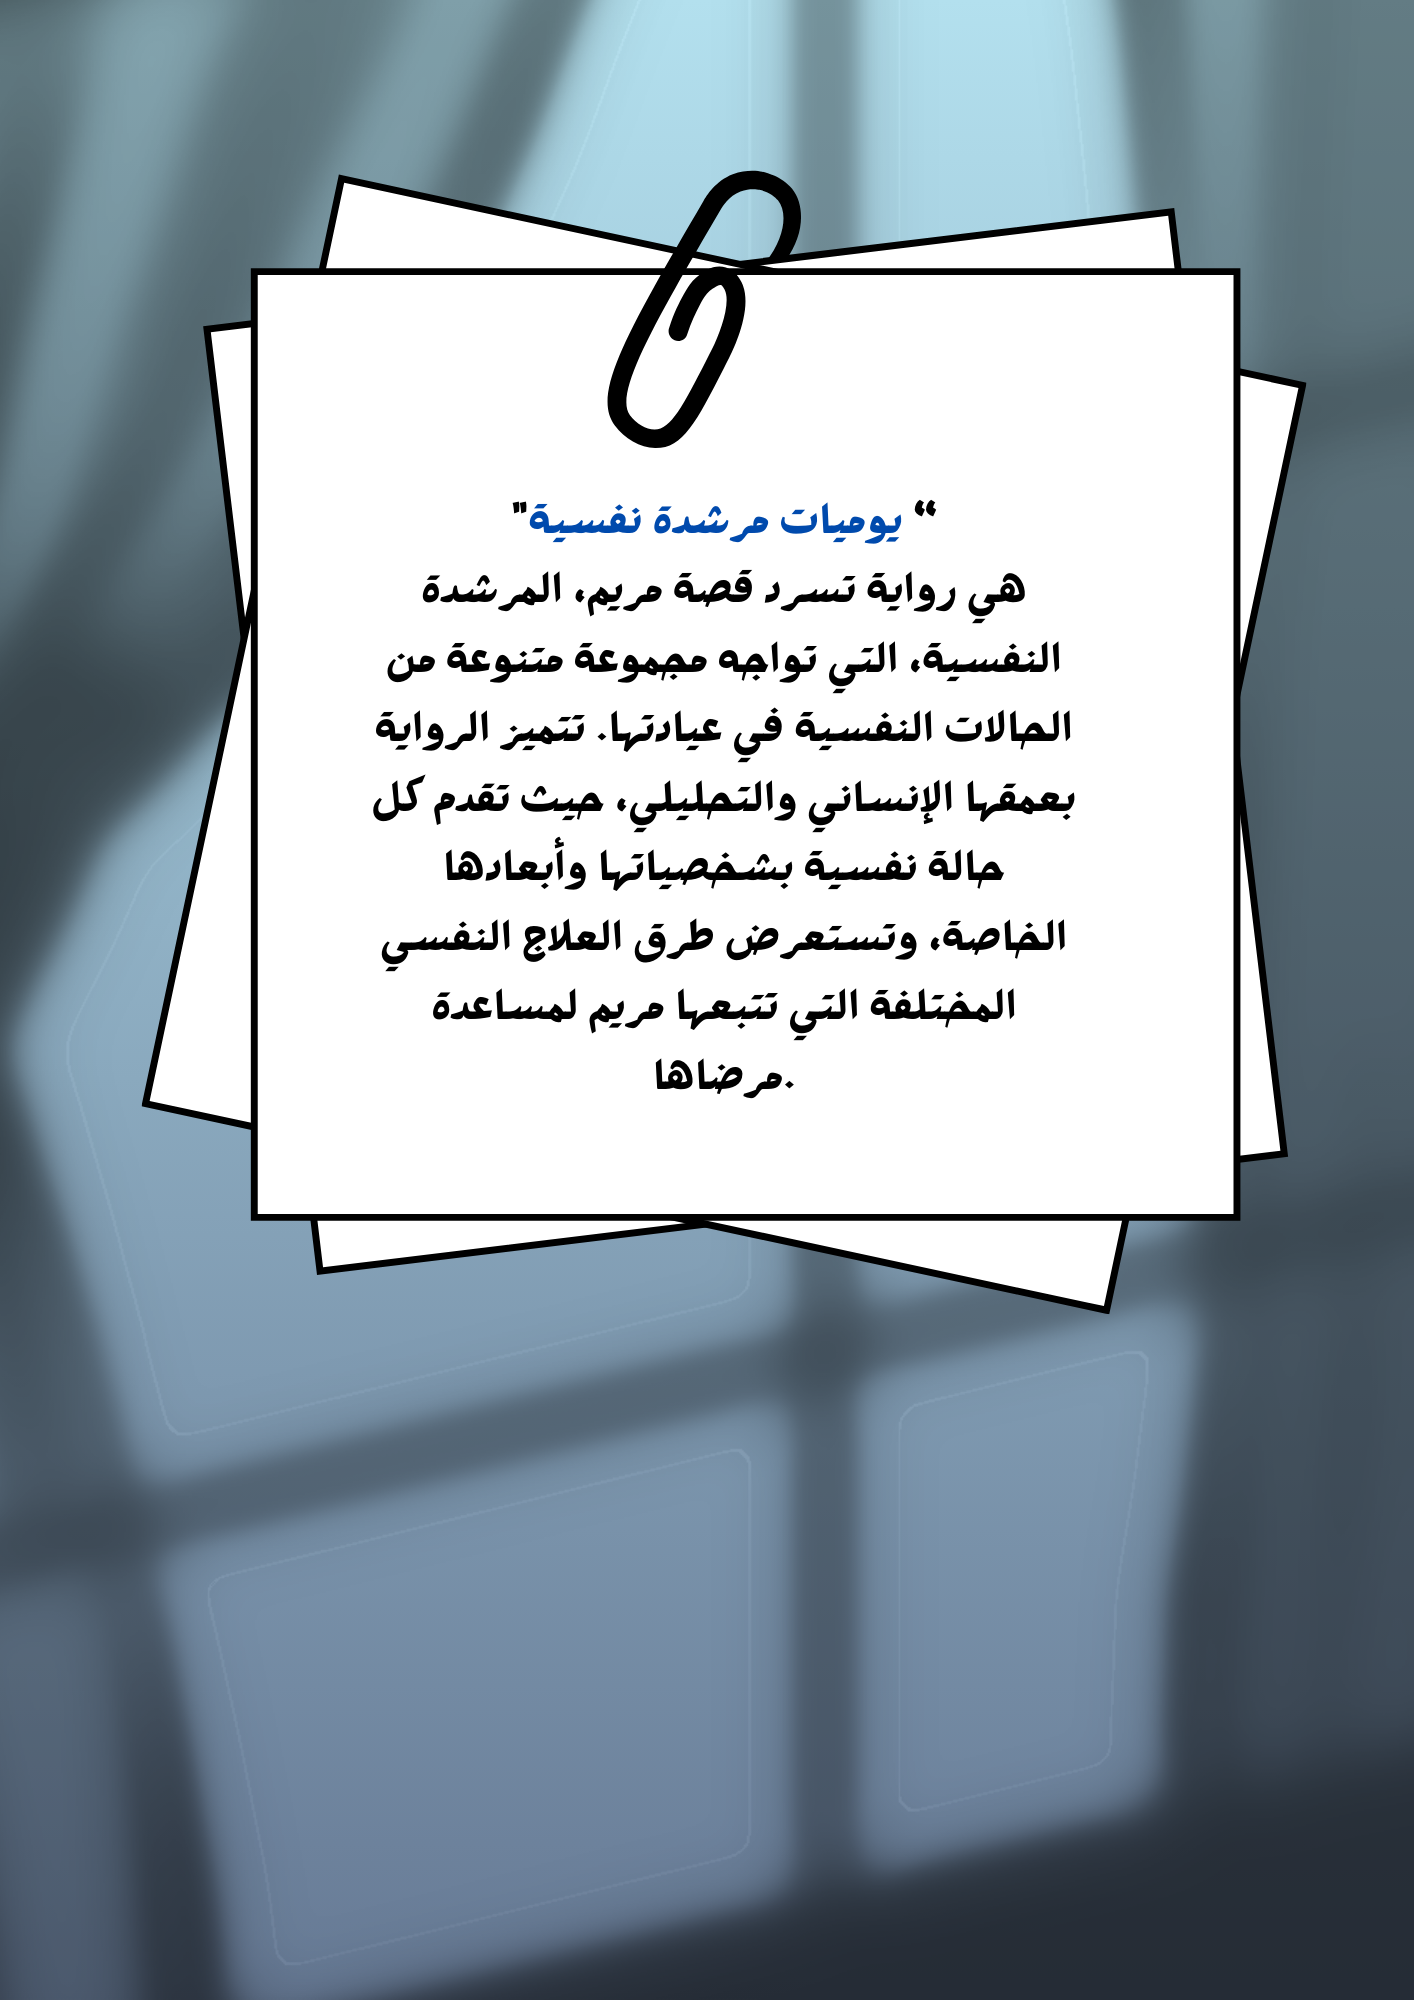 “ يوميات مرشدة نفسية"
هي رواية تسرد قصة مريم، المرشدة
النفسية، التي تواجه مجموعة متنوعة من
الحالات النفسية في عيادتها. تتميز الرواية
بعمقها الإنساني والتحليلي، حيث تقدم كل
حالة نفسية بشخصياتها وأبعادها
الخاصة، وتستعرض طرق العلاج النفسي
المختلفة التي تتبعها مريم لمساعدة
.مرضاها